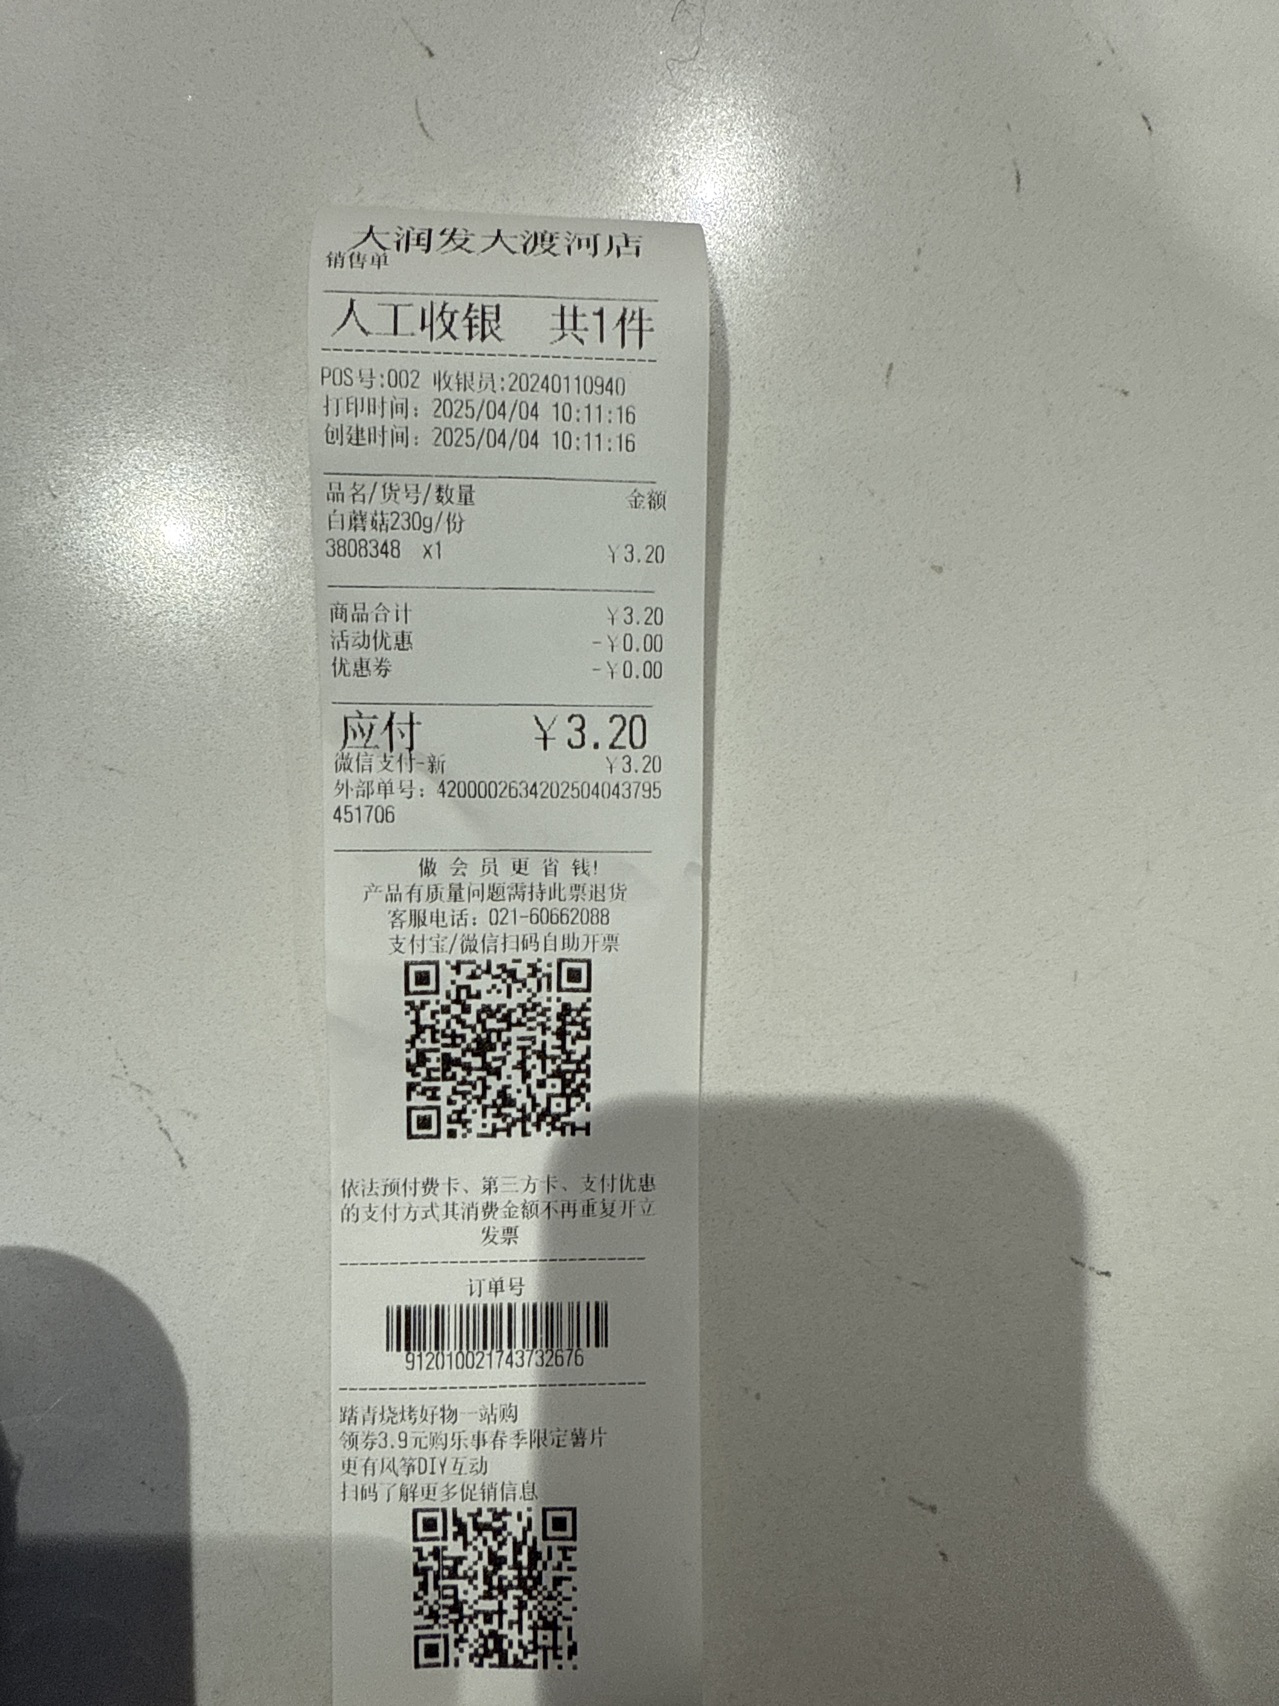 大润发大渡河店
销售单
人工收银 共1件
POS号:002 收银员:20240110940
打印时间：2025/04/04 10:11:16
创建时间：2025/04/04 10:11:16
品名/货号/数量 金额
白蘑菇230g/份
3808348 x1 ￥3.20
商品合计 ￥3.20
活动优惠 -￥0.00
优惠券 -￥0.00
应付 ￥3.20
微信支付-新 ￥3.20
外部单号：4200002634202504043795
451706
做会员更省钱!
产品有质量问题需持此票退货
客服电话：021-60662088
支付宝/微信扫码自助开票
依法预付费卡、第三方卡、支付优惠
的支付方式其消费金额不再重复开立
发票
订单号
912010021743732676
踏青烧烤好物一站购
领券3.9元购乐事春季限定薯片
更有风筝DIY互动
扫码了解更多促销信息